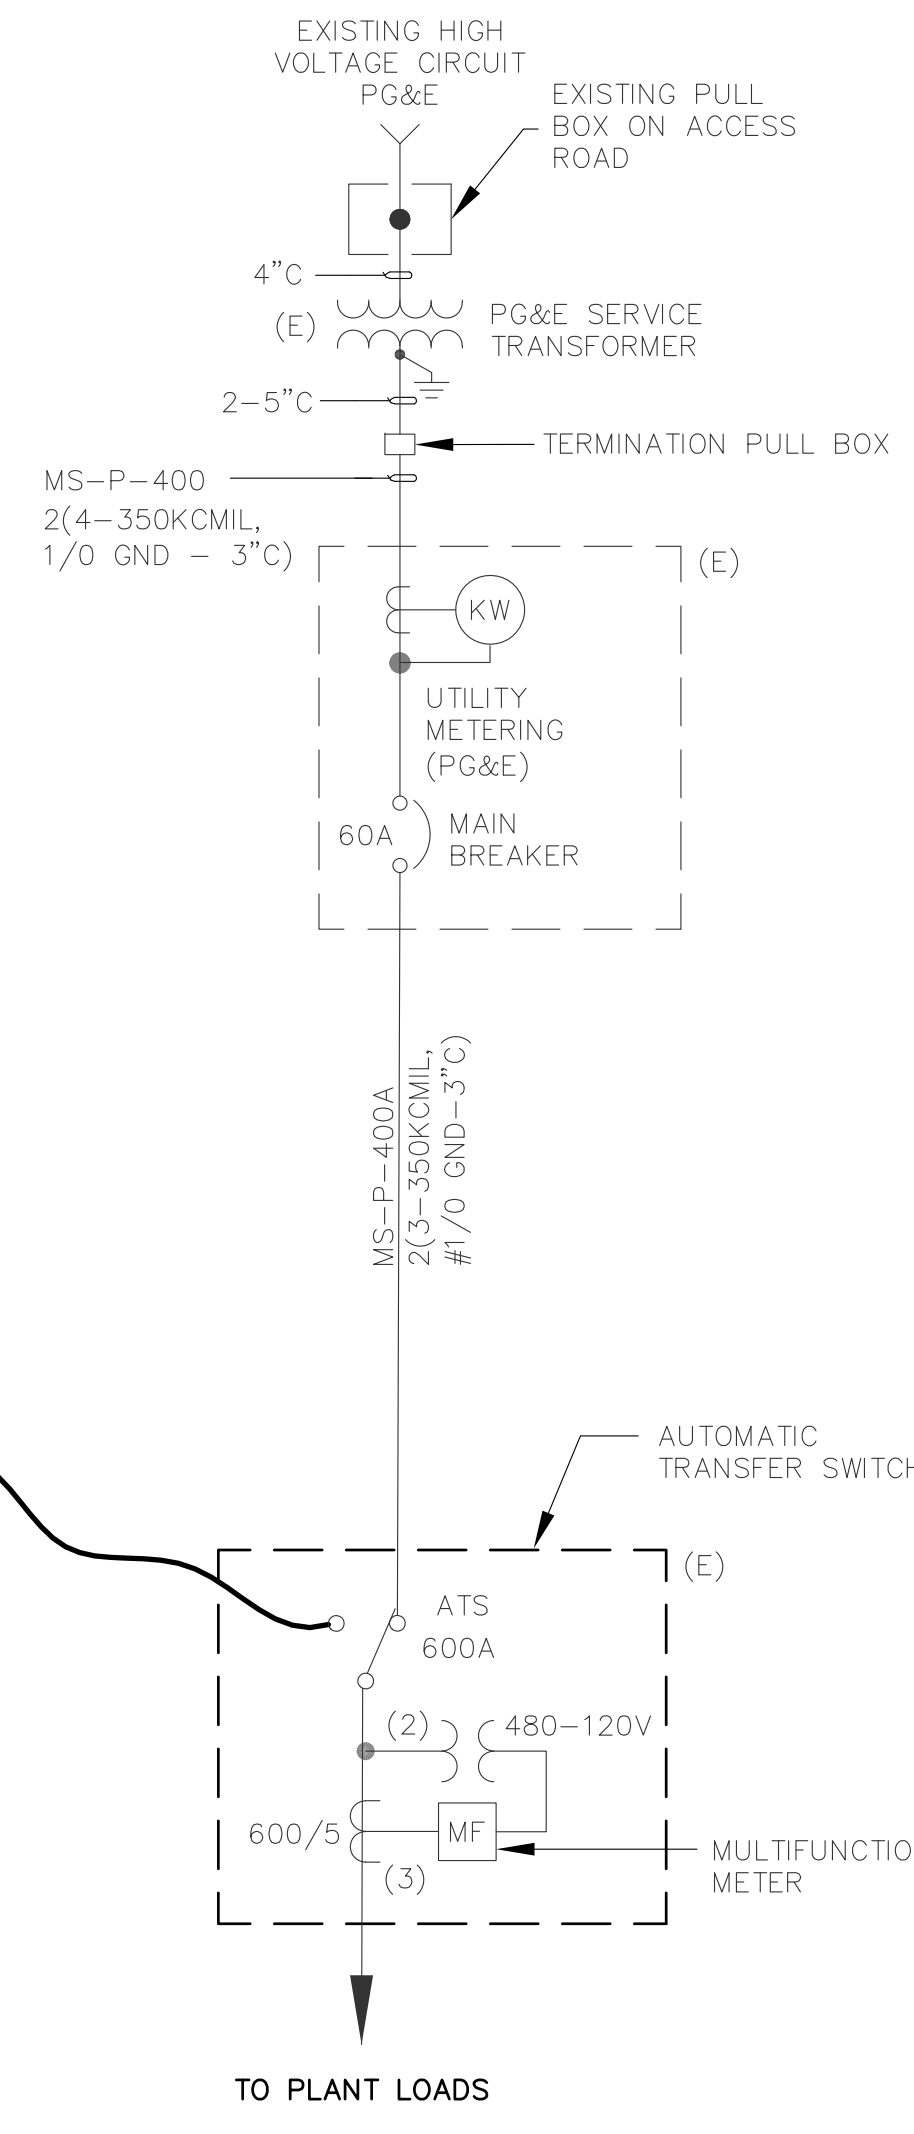 EXISTING HIGH
VOLTAGE CIRCUIT
PG&E
EXISTING PULL
BOX ON ACCESS
ROAD
4”C
(E)
PG&E SERVICE
TRANSFORMER
2-5”C
TERMINATION PULL BOX
MS-P-400
2(4-350KCMIL,
1/0 GND - 3”C)
(E)
KW
UTILITY
METERING
(PG&E)
60A
MAIN
BREAKER
MS-P-400A
2(3-350KCMIL,
#1/0 GND-3”C)
AUTOMATIC
TRANSFER SWITCH
(E)
ATS
600A
(2)
480-120V
600/5
MF
(3)
MULTIFUNCTIO
METER
TO PLANT LOADS